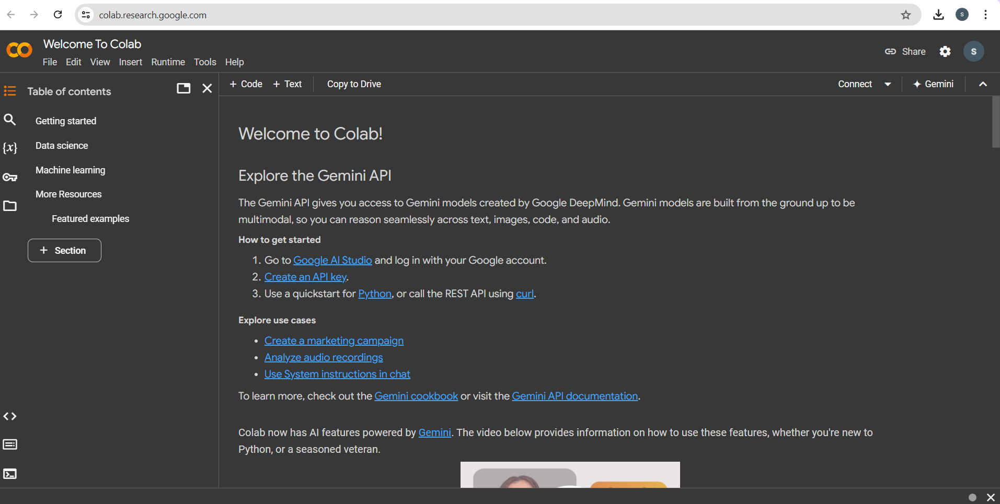 colab.research.google.com
S
Welcome To Colab
File Edit View Insert Runtime Tools Help
Share
S
Table of contents
+ Code + Text Copy to Drive
Connect
Gemini
Getting started
Data science
{x}
Machine learning
More Resources
Featured examples
+ Section
Welcome to Colab!
Explore the Gemini API
The Gemini API gives you access to Gemini models created by Google DeepMind. Gemini models are built from the ground up to be
multimodal, so you can reason seamlessly across text, images, code, and audio.
How to get started
1. Go to Google AI Studio and log in with your Google account.
2. Create an API key.
3. Use a quickstart for Python, or call the REST API using curl.
Explore use cases
• Create a marketing campaign
• Analyze audio recordings
• Use System instructions in chat
To learn more, check out the Gemini cookbook or visit the Gemini API documentation.
Colab now has AI features powered by Gemini. The video below provides information on how to use these features, whether you're new to
Python, or a seasoned veteran.